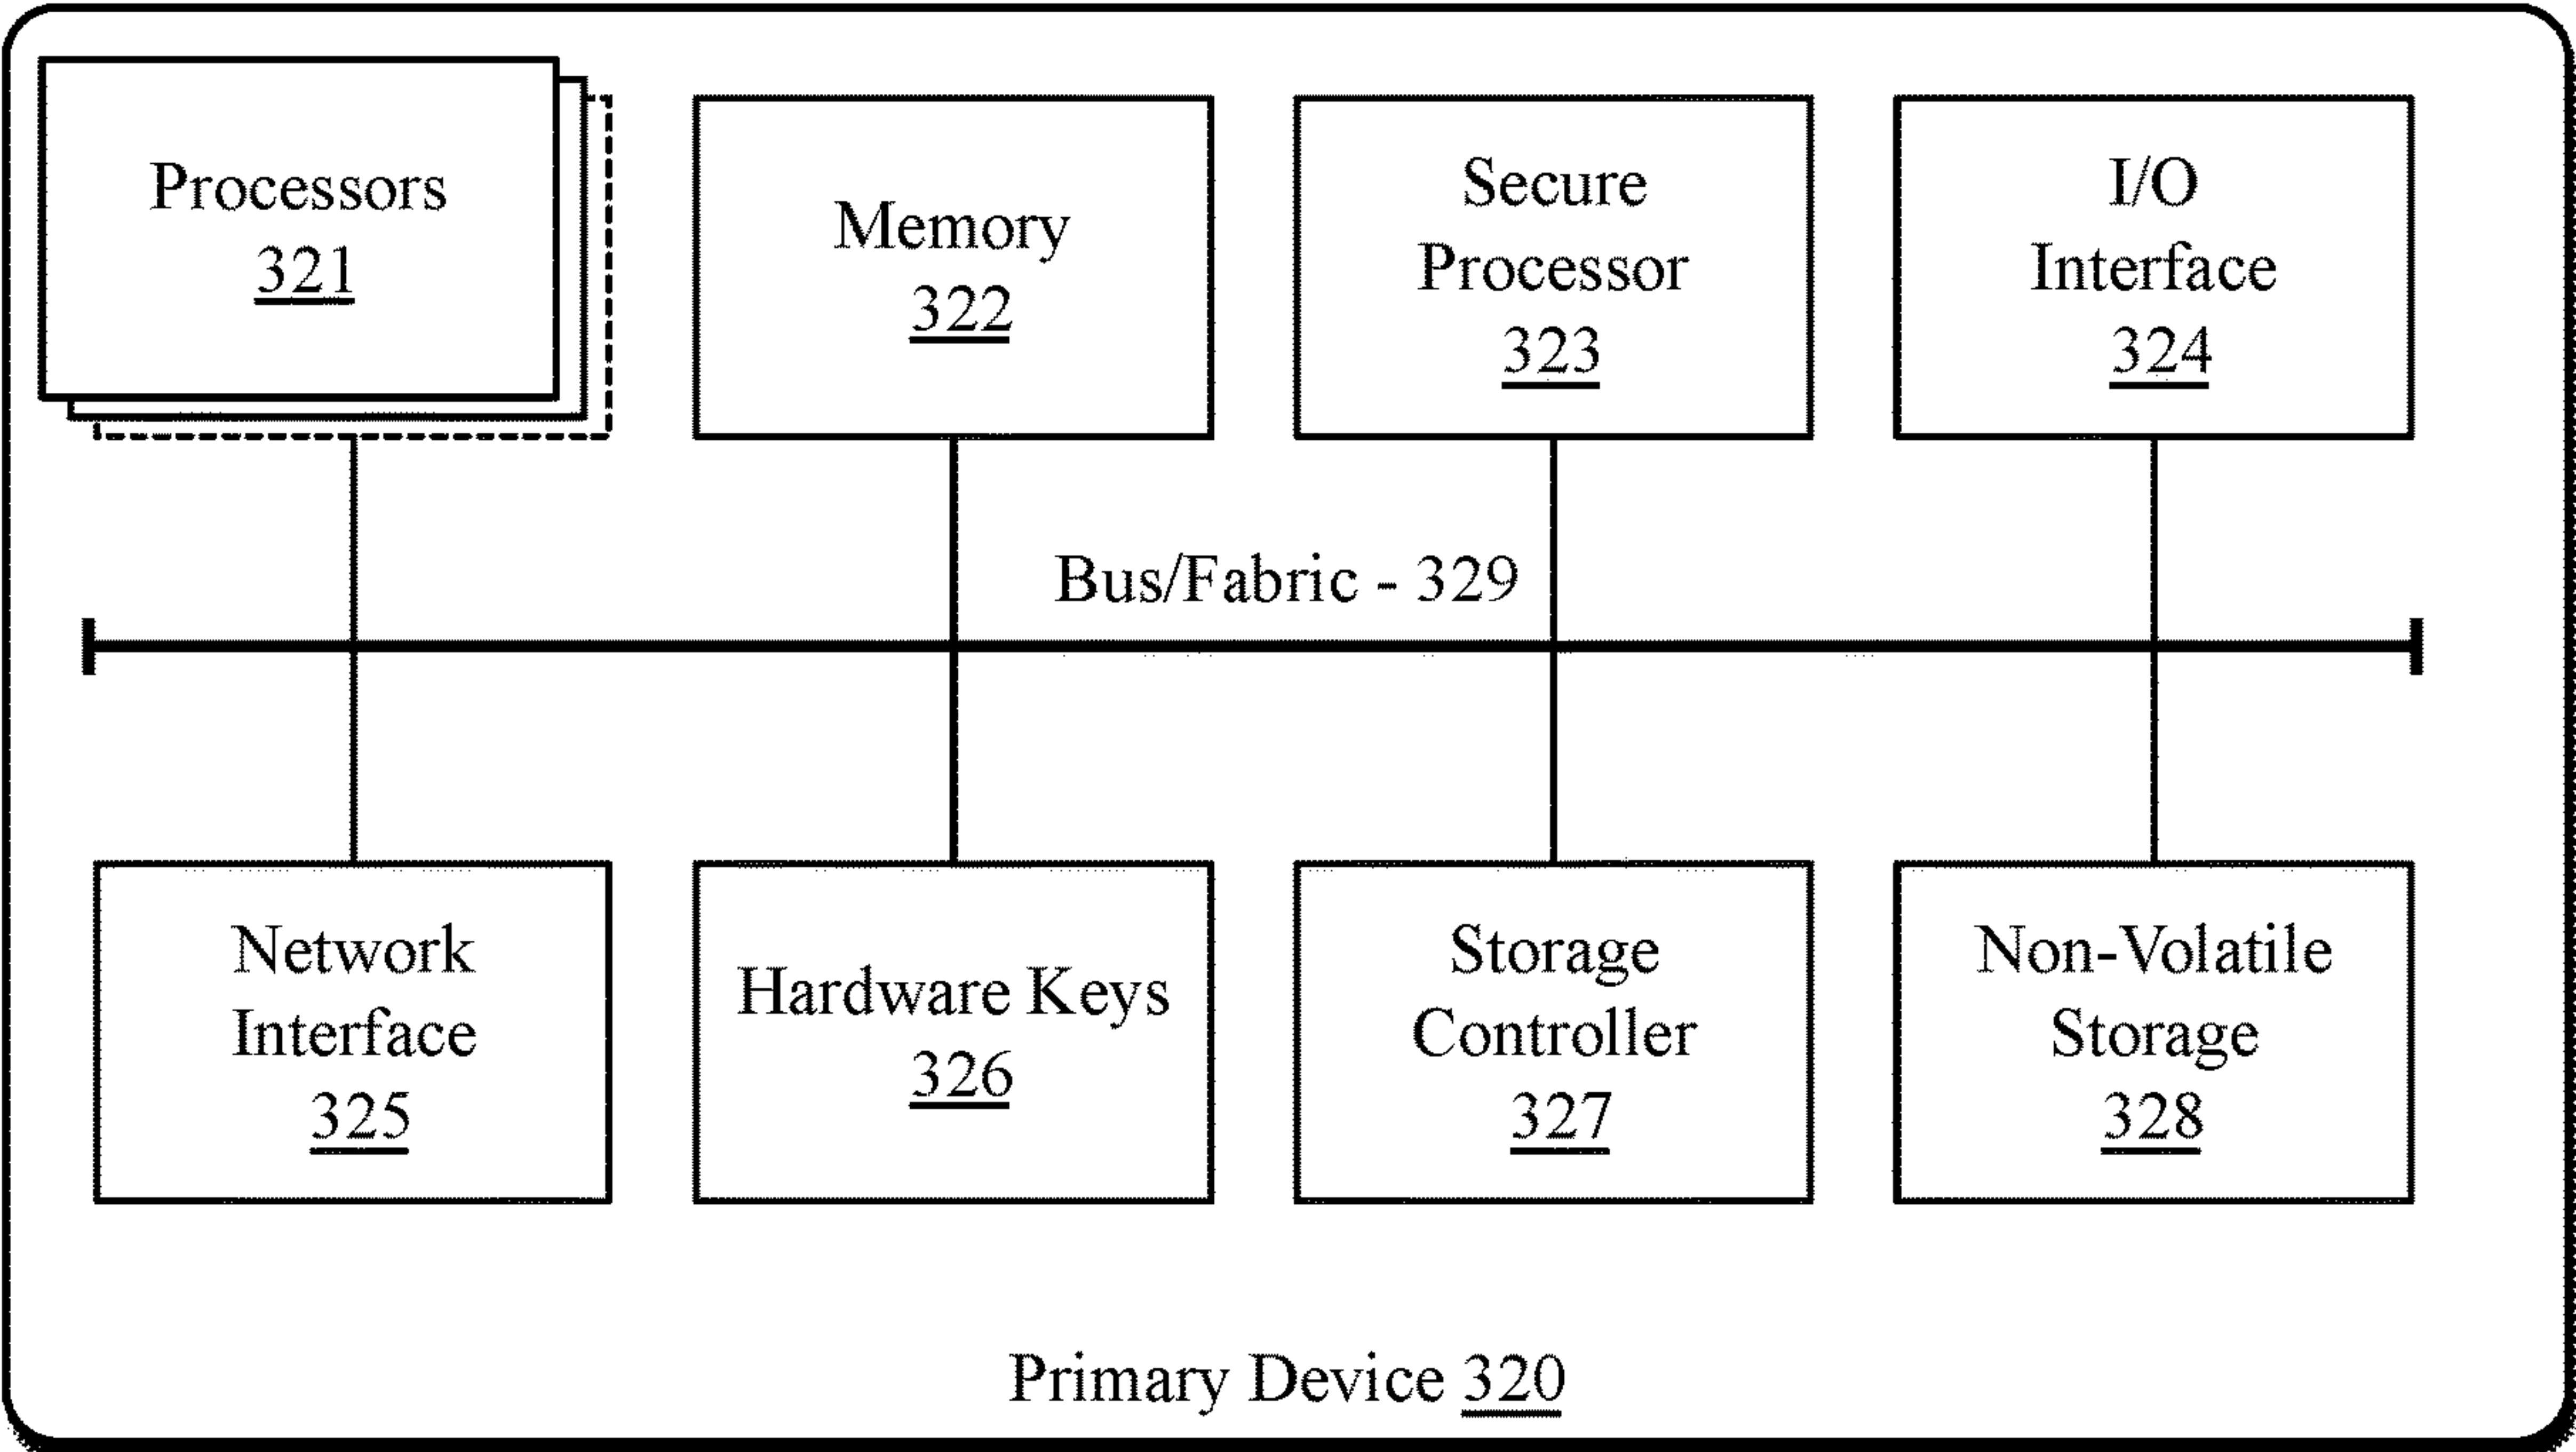 Processors
321
Memory
322
Secure
Processor
323
I/O
Interface
324
Bus/Fabric - 329
Network
Interface
325
Hardware Keys
326
Storage
Controller
327
Non-Volatile
Storage
328
Primary Device 320